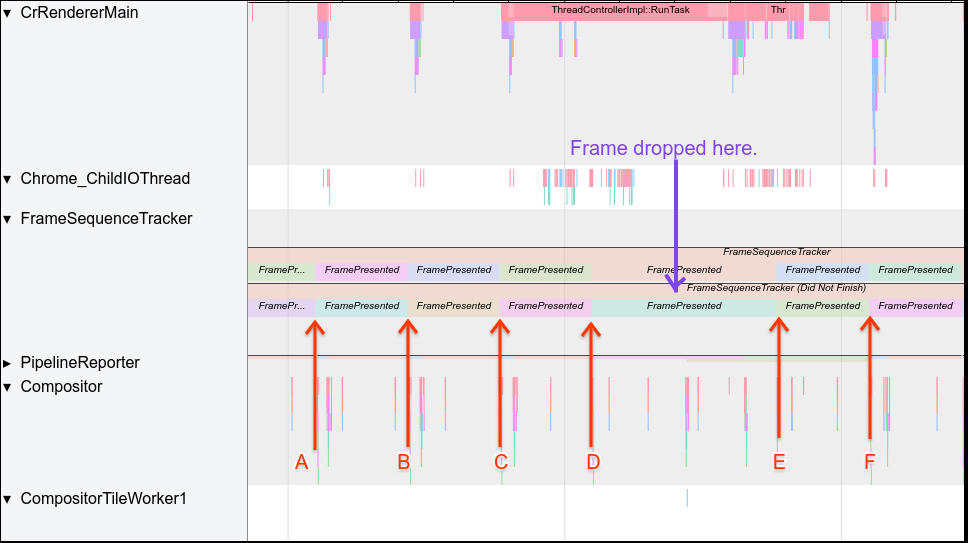 CrRendererMain
ThreadControllerImpl::RunTask Thr
Frame dropped here.
Chrome_ChildIOThread
FrameSequenceTracker
FrameSequenceTracker
FramePr... FramePresented FramePresented FramePresented FramePresented FramePresented FramePresented
FrameSequenceTracker (Did Not Finish)
FramePr... FramePresented FramePresented FramePresented FramePresented FramePresented FramePresented
PipelineReporter
Compositor
A B C D E F
CompositorTileWorker1